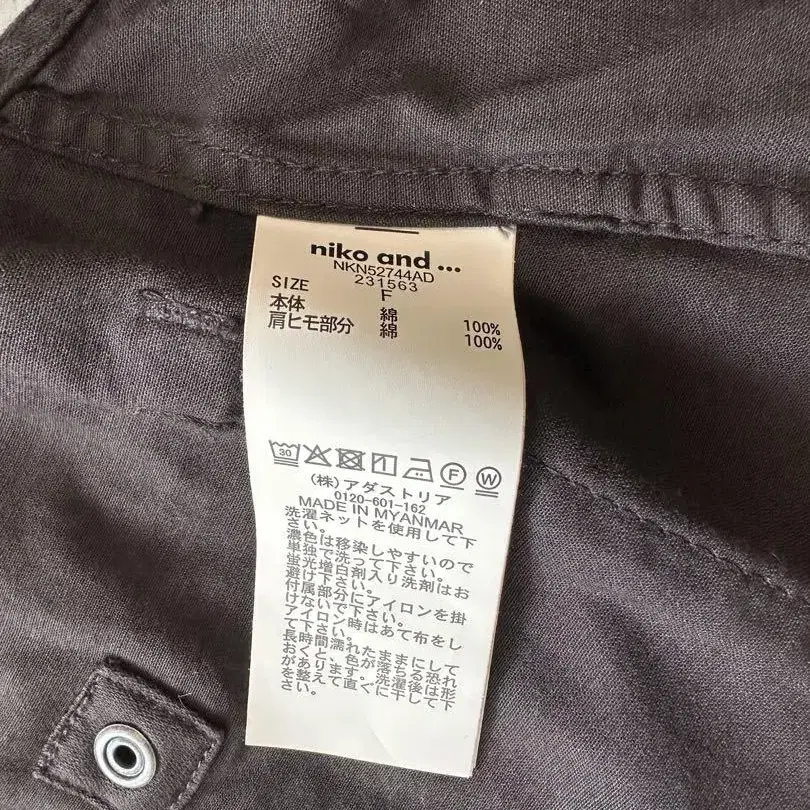 niko and ...
NKN52744AD
231563
SIZE F
本体 綿 100%
肩ヒモ部分 綿 100%
30
F W
(株)アダストリア
0120-601-162
MADE IN MYANMAR
洗濯ネットを使用して下
さい。
濃色は移染しやすいので
単独で洗って下さい。
蛍光増白剤入り洗剤はお
避け下さい。
付属部分にアイロンを掛
けないで下さい。
アイロン時はあて布をし
て下さい。
長時間濡れたままにして
おくと、色が落ちる恐れ
があります。洗濯後は形
を整えて直ぐに干して下
さい。